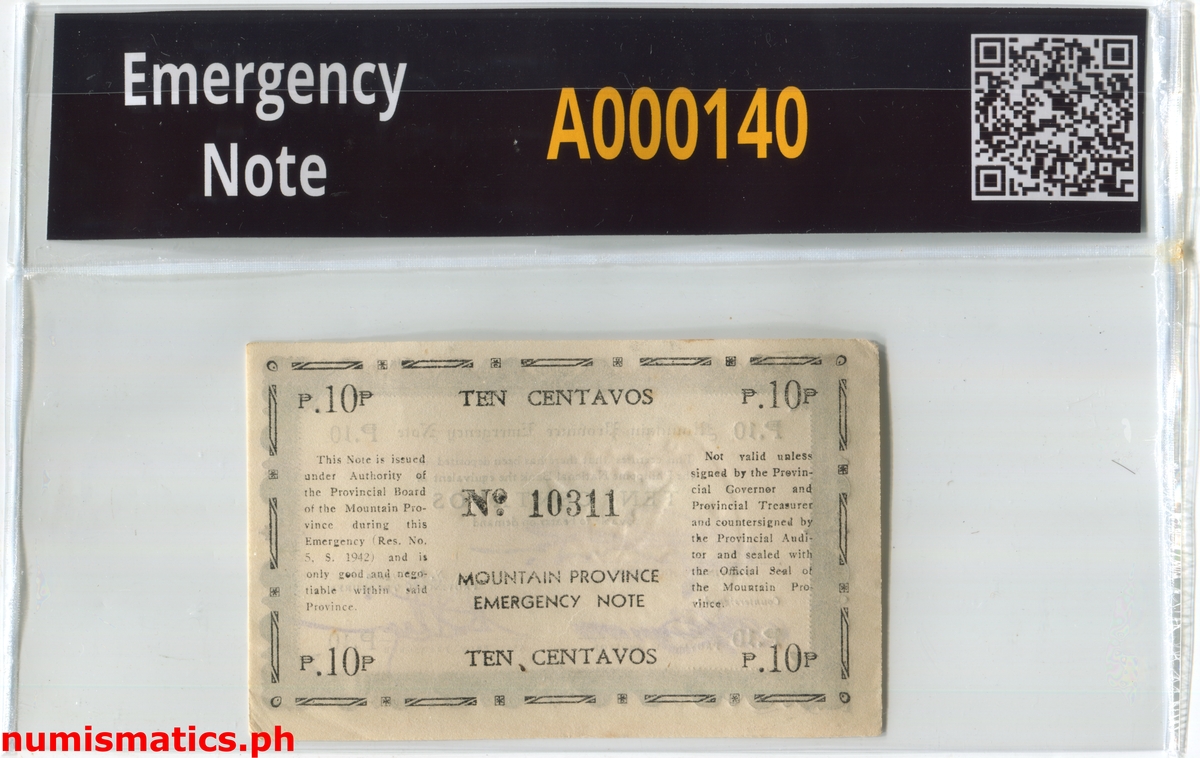 Emergency
Note
A000140
₱.10₱ TEN CENTAVOS ₱.10₱
This Note is issued
under Authority of
the Provincial Board
of the Mountain Pro-
vince during this
Emergency (Res. No.
5, S. 1942) and is
only good and nego-
tiable within said
Province.
Nº 10311
MOUNTAIN PROVINCE
EMERGENCY NOTE
Not valid unless
signed by the Provin-
cial Governor and
Provincial Treasurer
and countersigned by
the Provincial Audi-
tor and sealed with
the Official Seal of
the Mountain Pro-
vince.
₱.10₱ TEN CENTAVOS ₱.10₱
numismatics.ph